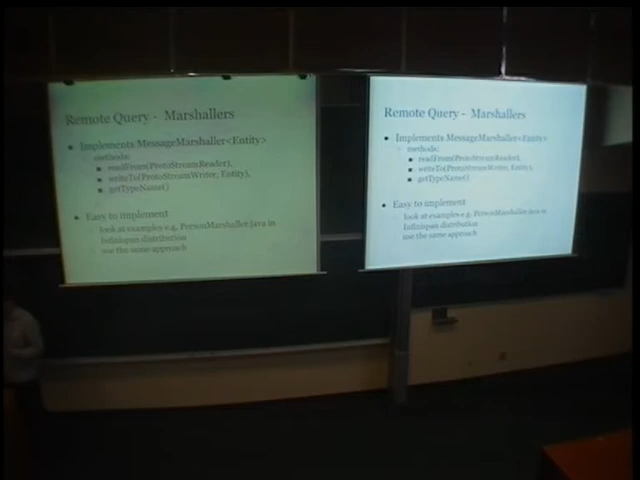 Remote Query - Marshallers
Implements MessageMarshaller<Entity>
methods:
readFrom(ProtoStreamReader),
writeTo(ProtoStreamWriter, Entity),
getTypeName()
Easy to implement
look at examples e.g. PersonMarshaller.java in
Infinispan distribution
use the same approach
Remote Query - Marshallers
Implements MessageMarshaller<Entity>
methods:
readFrom(ProtoStreamReader),
writeTo(ProtoStreamWriter, Entity),
getTypeName()
Easy to implement
look at examples e.g. PersonMarshaller.java in
Infinispan distribution
use the same approach